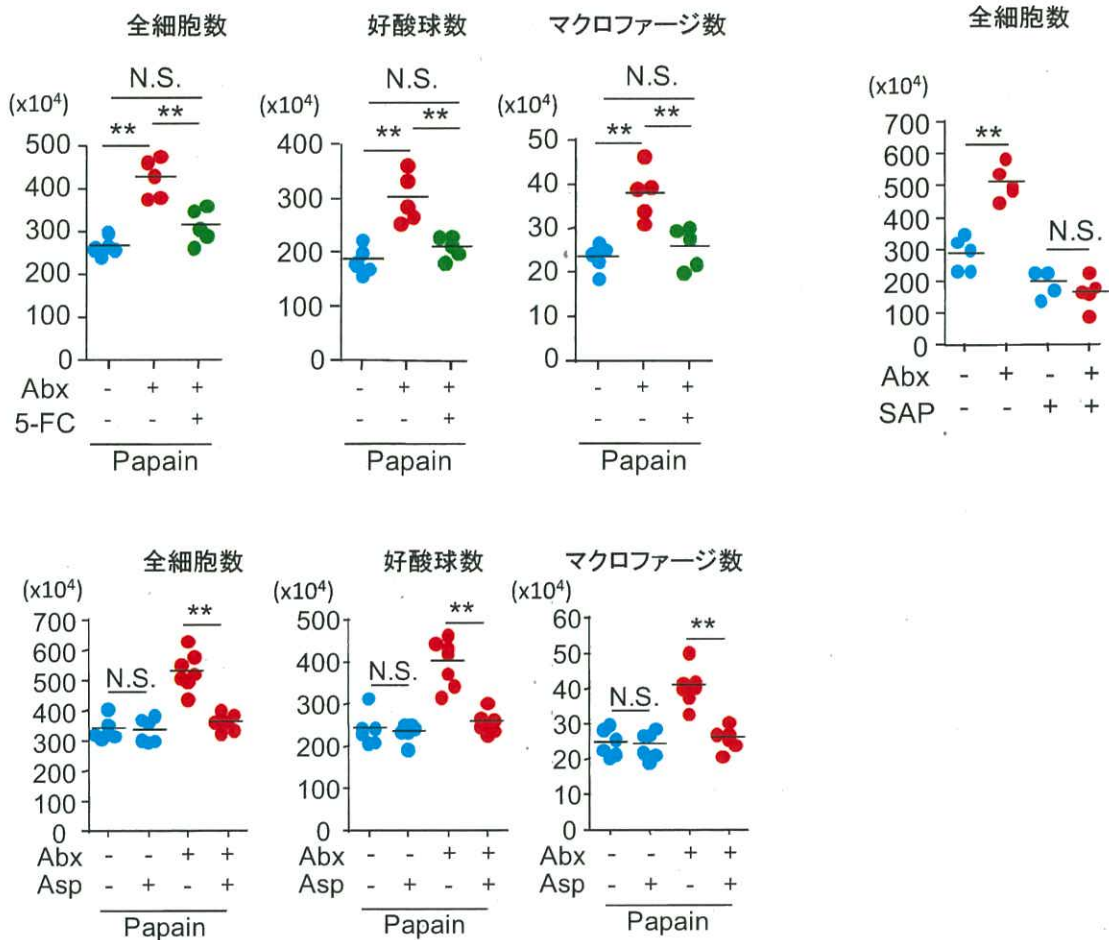 全細胞数
N.S.
** **
(x10⁴)
500
400
300
200
100
0
Abx - + +
5-FC - - +
Papain
好酸球数
N.S.
** **
(x10⁴)
400
300
200
100
0
- + +
- - +
Papain
マクロファージ数
N.S.
** **
(x10⁴)
50
40
30
20
10
0
- + +
- - +
Papain
全細胞数
(x10⁴)
**
N.S.
700
600
500
400
300
200
100
0
Abx - + - +
SAP - - + +
全細胞数
(x10⁴)
**
N.S.
700
600
500
400
300
200
100
0
Abx - - + +
Asp - + - +
Papain
好酸球数
(x10⁴)
**
N.S.
500
400
300
200
100
0
Abx - - + +
Asp - + - +
Papain
マクロファージ数
(x10⁴)
**
N.S.
60
50
40
30
20
10
0
Abx - - + +
Asp - + - +
Papain